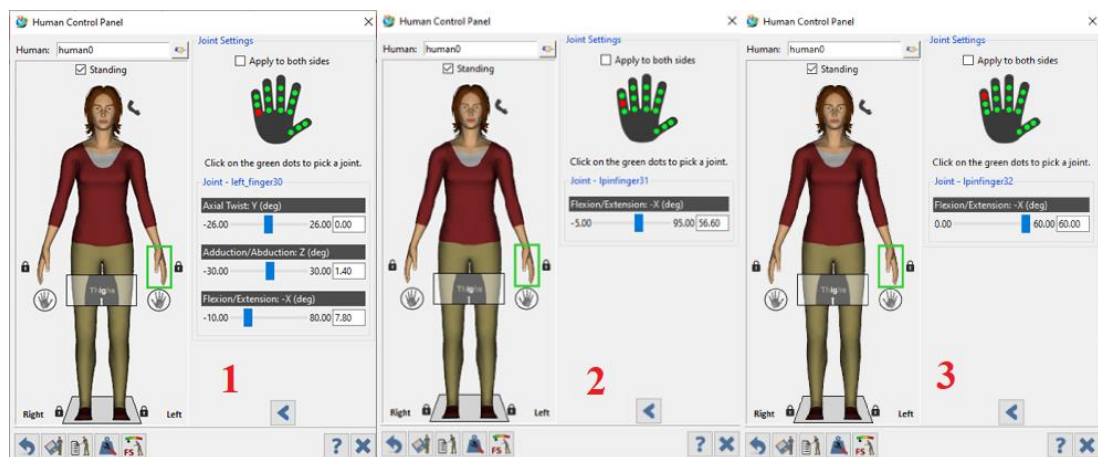 Human Control Panel
Human: human0
Standing
Thighs
Right
Left
FS
Joint Settings
Apply to both sides
Click on the green dots to pick a joint.
Joint - left_finger30
Axial Twist: Y (deg)
-26.00 26.00 0.00
Adduction/Abduction: Z (deg)
-30.00 30.00 1.40
Flexion/Extension: -X (deg)
-10.00 80.00 7.80
1
Human Control Panel
Human: human0
Standing
Thighs
Right
Left
FS
Joint Settings
Apply to both sides
Click on the green dots to pick a joint.
Joint - lpinfinger31
Flexion/Extension: -X (deg)
-5.00 95.00 56.60
2
Human Control Panel
Human: human0
Standing
Thighs
Right
Left
FS
Joint Settings
Apply to both sides
Click on the green dots to pick a joint.
Joint - lpinfinger32
Flexion/Extension: -X (deg)
0.00 60.00 60.00
3